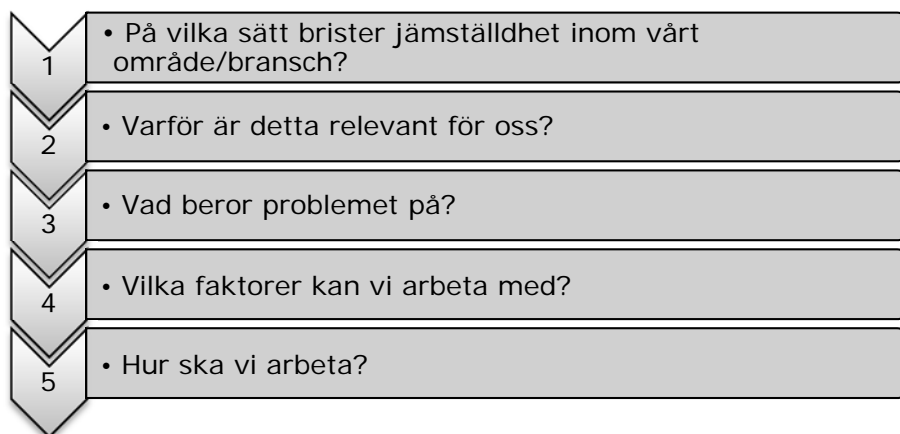 1
• På vilka sätt brister jämställdhet inom vårt
område/bransch?
2
• Varför är detta relevant för oss?
3
• Vad beror problemet på?
4
• Vilka faktorer kan vi arbeta med?
5
• Hur ska vi arbeta?